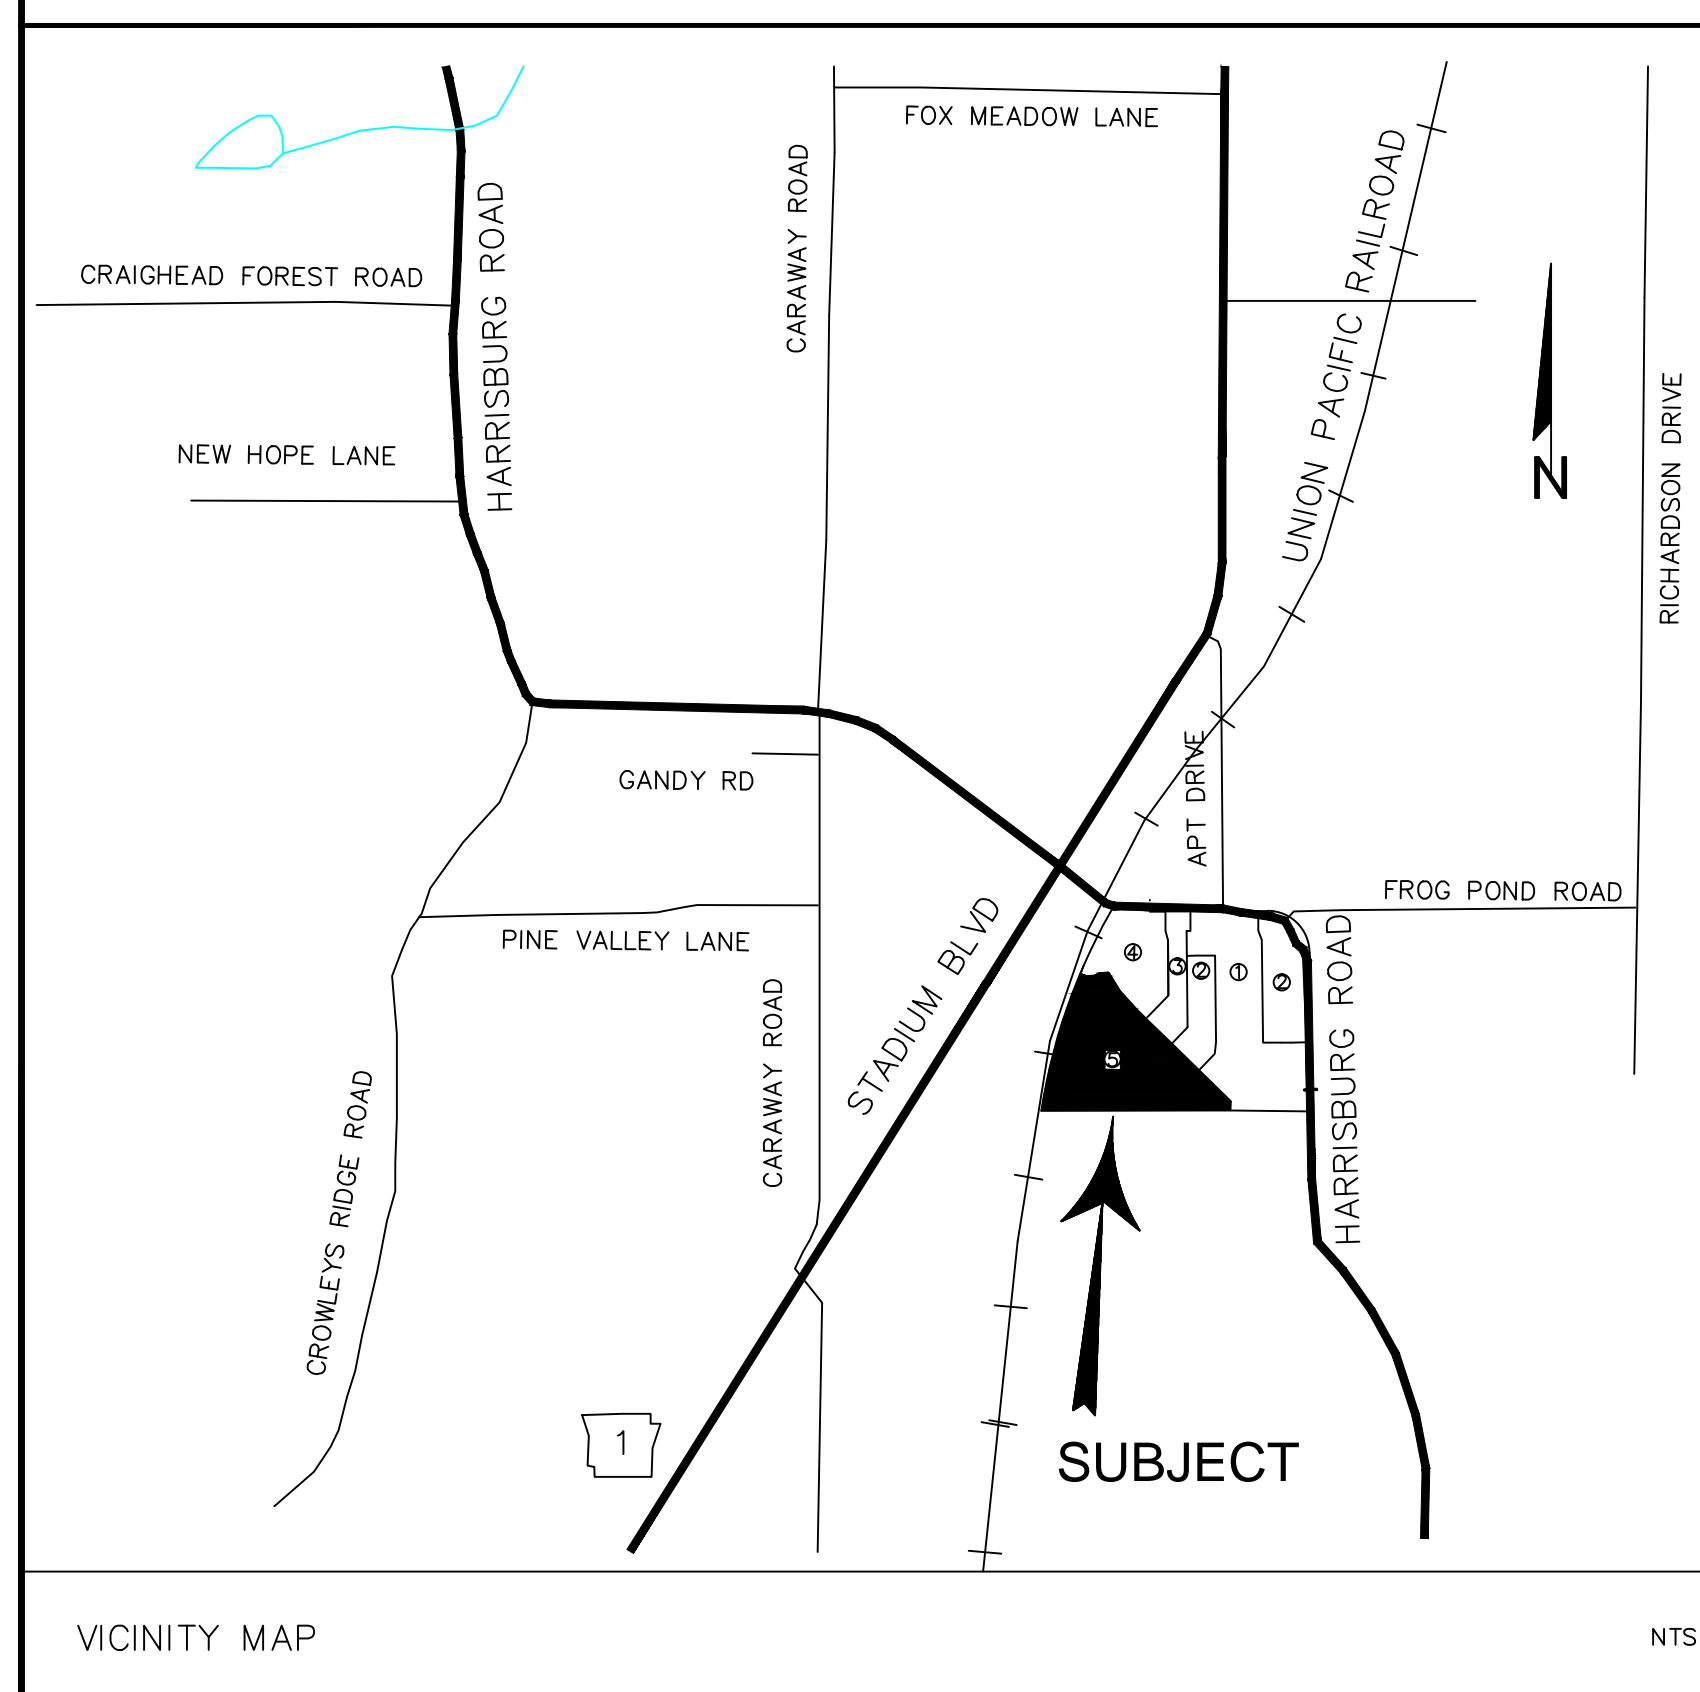 FOX MEADOW LANE
CARAWAY ROAD
UNION PACIFIC RAILROAD
HARRISBURG ROAD
CRAIGHEAD FOREST ROAD
NEW HOPE LANE
RICHARDSON DRIVE
N
GANDY RD
APT DRIVE
FROG POND ROAD
PINE VALLEY LANE
STADIUM BLVD
CARAWAY ROAD
4
3
2
1
2
5
HARRISBURG ROAD
CROWLEYS RIDGE ROAD
1
SUBJECT
VICINITY MAP
NTS